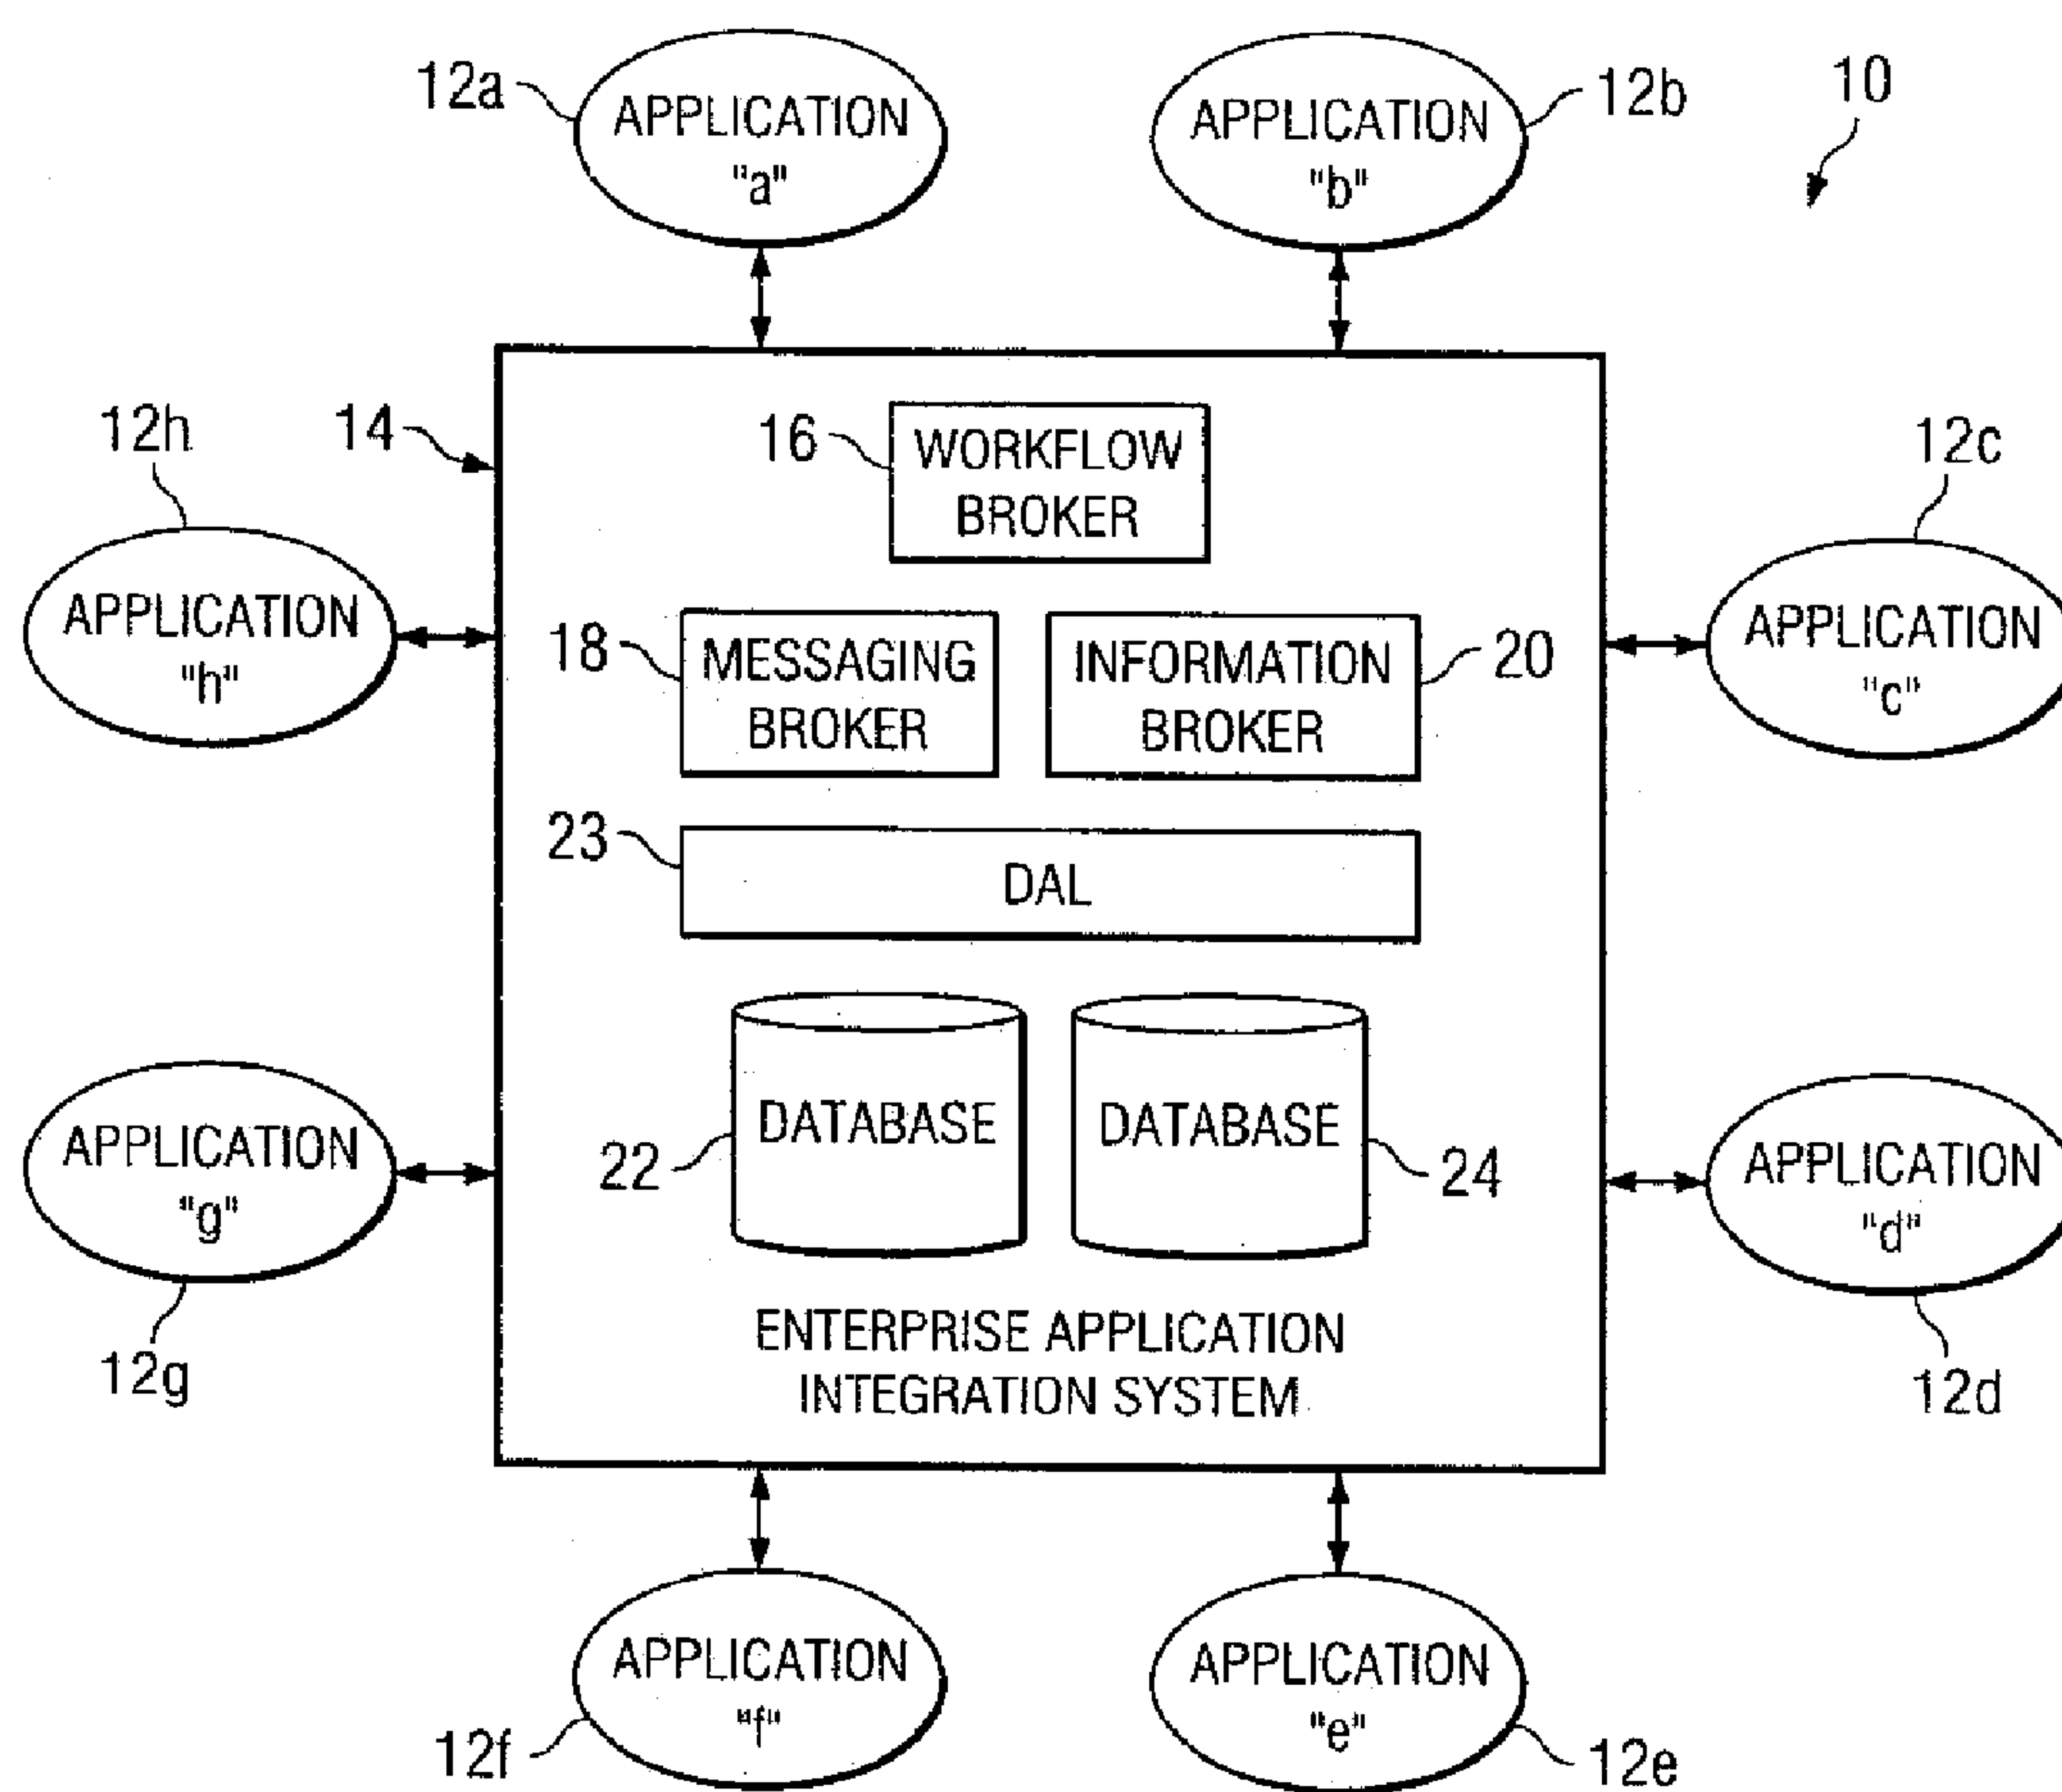 12a
APPLICATION
"a"
APPLICATION
"b"
12b
10
12h
14
16
WORKFLOW
BROKER
12c
APPLICATION
"h"
18
MESSAGING
BROKER
INFORMATION
BROKER
20
APPLICATION
"c"
23
DAL
APPLICATION
"g"
22
DATABASE
DATABASE
24
APPLICATION
"d"
12g
ENTERPRISE APPLICATION
INTEGRATION SYSTEM
12d
APPLICATION
"f"
12f
APPLICATION
"e"
12e